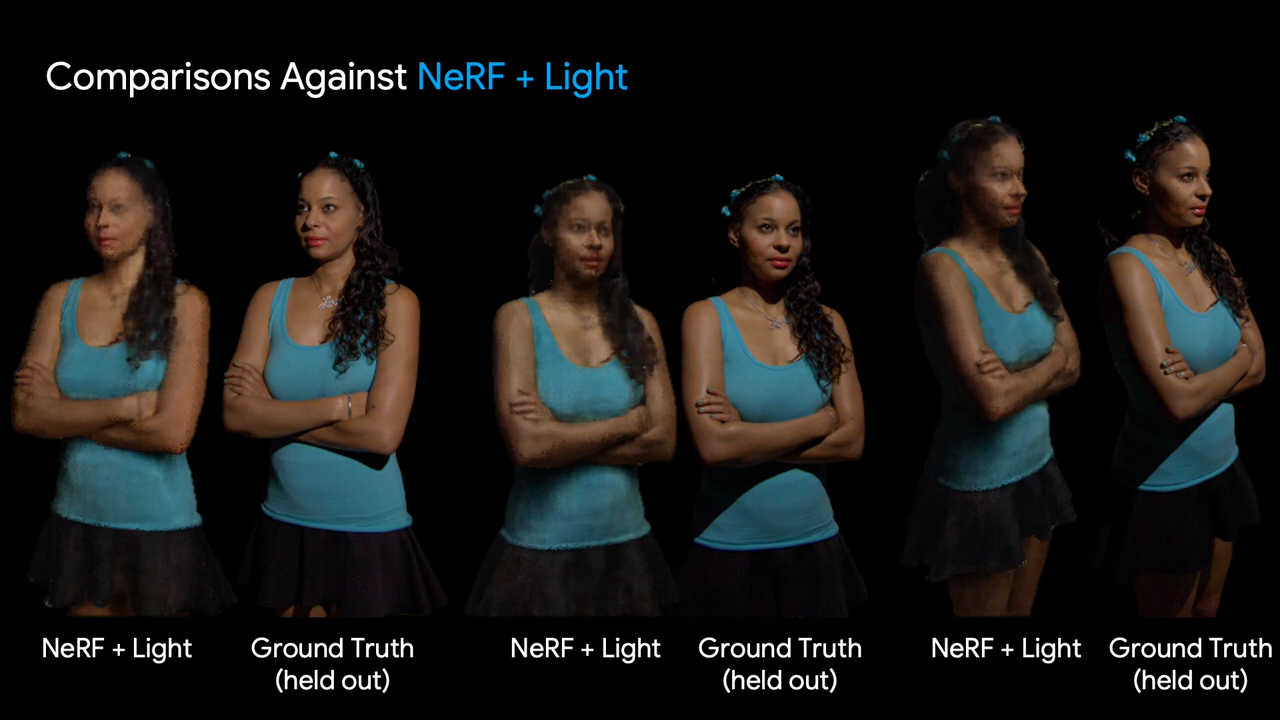 Comparisons Against NeRF + Light
NeRF + Light
Ground Truth
(held out)
NeRF + Light
Ground Truth
(held out)
NeRF + Light
Ground Truth
(held out)